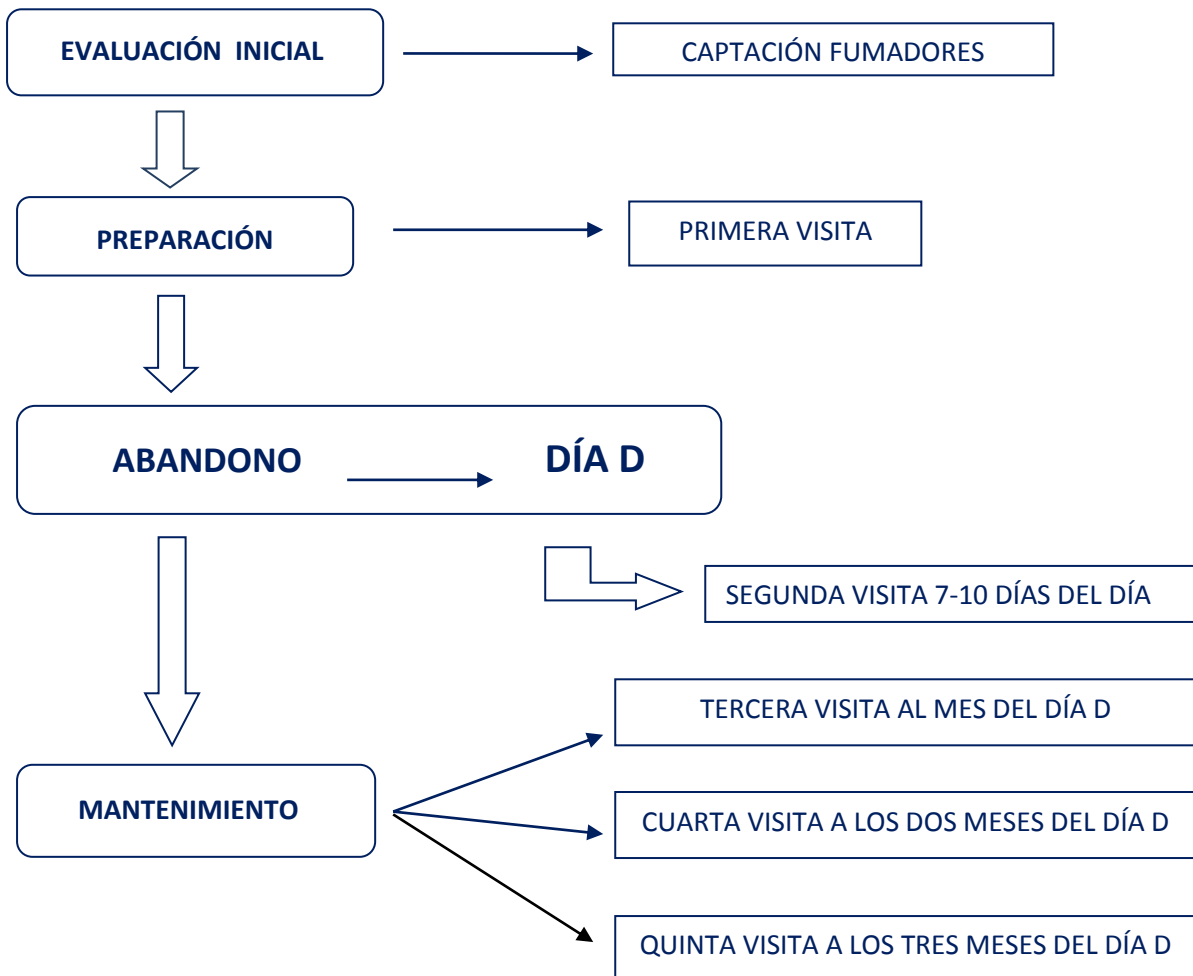 EVALUACIÓN INICIAL
CAPTACIÓN FUMADORES
PREPARACIÓN
PRIMERA VISITA
ABANDONO
DÍA D
SEGUNDA VISITA 7-10 DÍAS DEL DÍA
TERCERA VISITA AL MES DEL DÍA D
MANTENIMIENTO
CUARTA VISITA A LOS DOS MESES DEL DÍA D
QUINTA VISITA A LOS TRES MESES DEL DÍA D